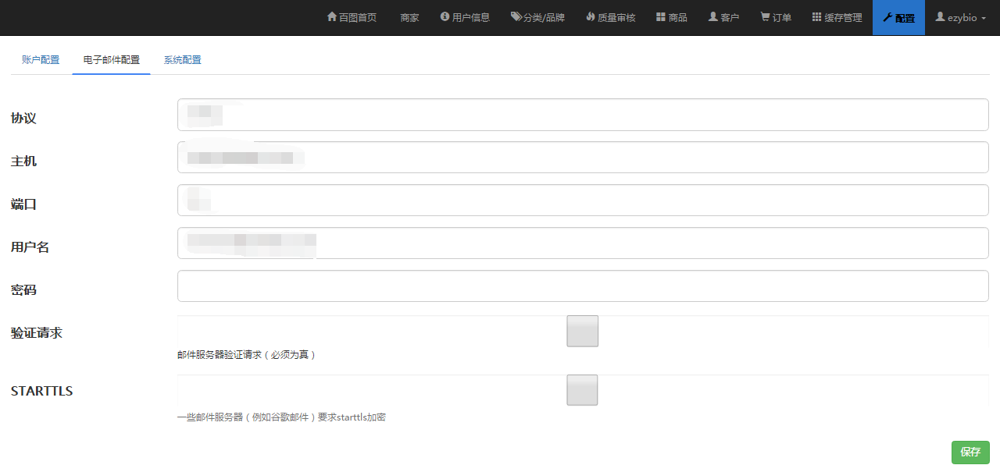 百图首页 商家 用户信息 分类/品牌 质量审核 商品 客户 订单 缓存管理 配置 ezybio
账户配置 电子邮件配置 系统配置
协议
主机
端口
用户名
密码
验证请求
邮件服务器验证请求（必须为真）
STARTTLS
一些邮件服务器（例如谷歌邮件）要求starttls加密
保存